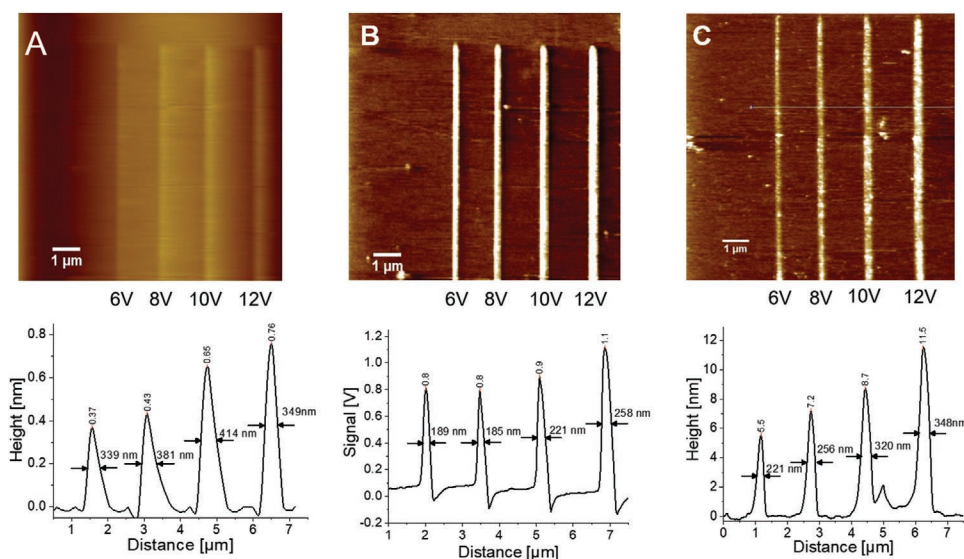 A
1 µm
6V 8V 10V 12V
B
1 µm
6V 8V 10V 12V
C
1 µm
6V 8V 10V 12V
Height [nm]
0.8
0.6
0.4
0.2
0.0
0.37
0.43
0.65
0.76
339 nm
381 nm
414 nm
349nm
1 2 3 4 5 6 7
Distance [µm]
Signal [V]
1.2
1.0
0.8
0.6
0.4
0.2
0.0
-0.2
0.8
0.8
0.9
1.1
189 nm
185 nm
221 nm
258 nm
1 2 3 4 5 6 7
Distance [µm]
Height [nm]
12
10
8
6
4
2
0
5.5
7.2
8.7
11.5
221 nm
256 nm
320 nm
348nm
0 1 2 3 4 5 6 7
Distance [µm]